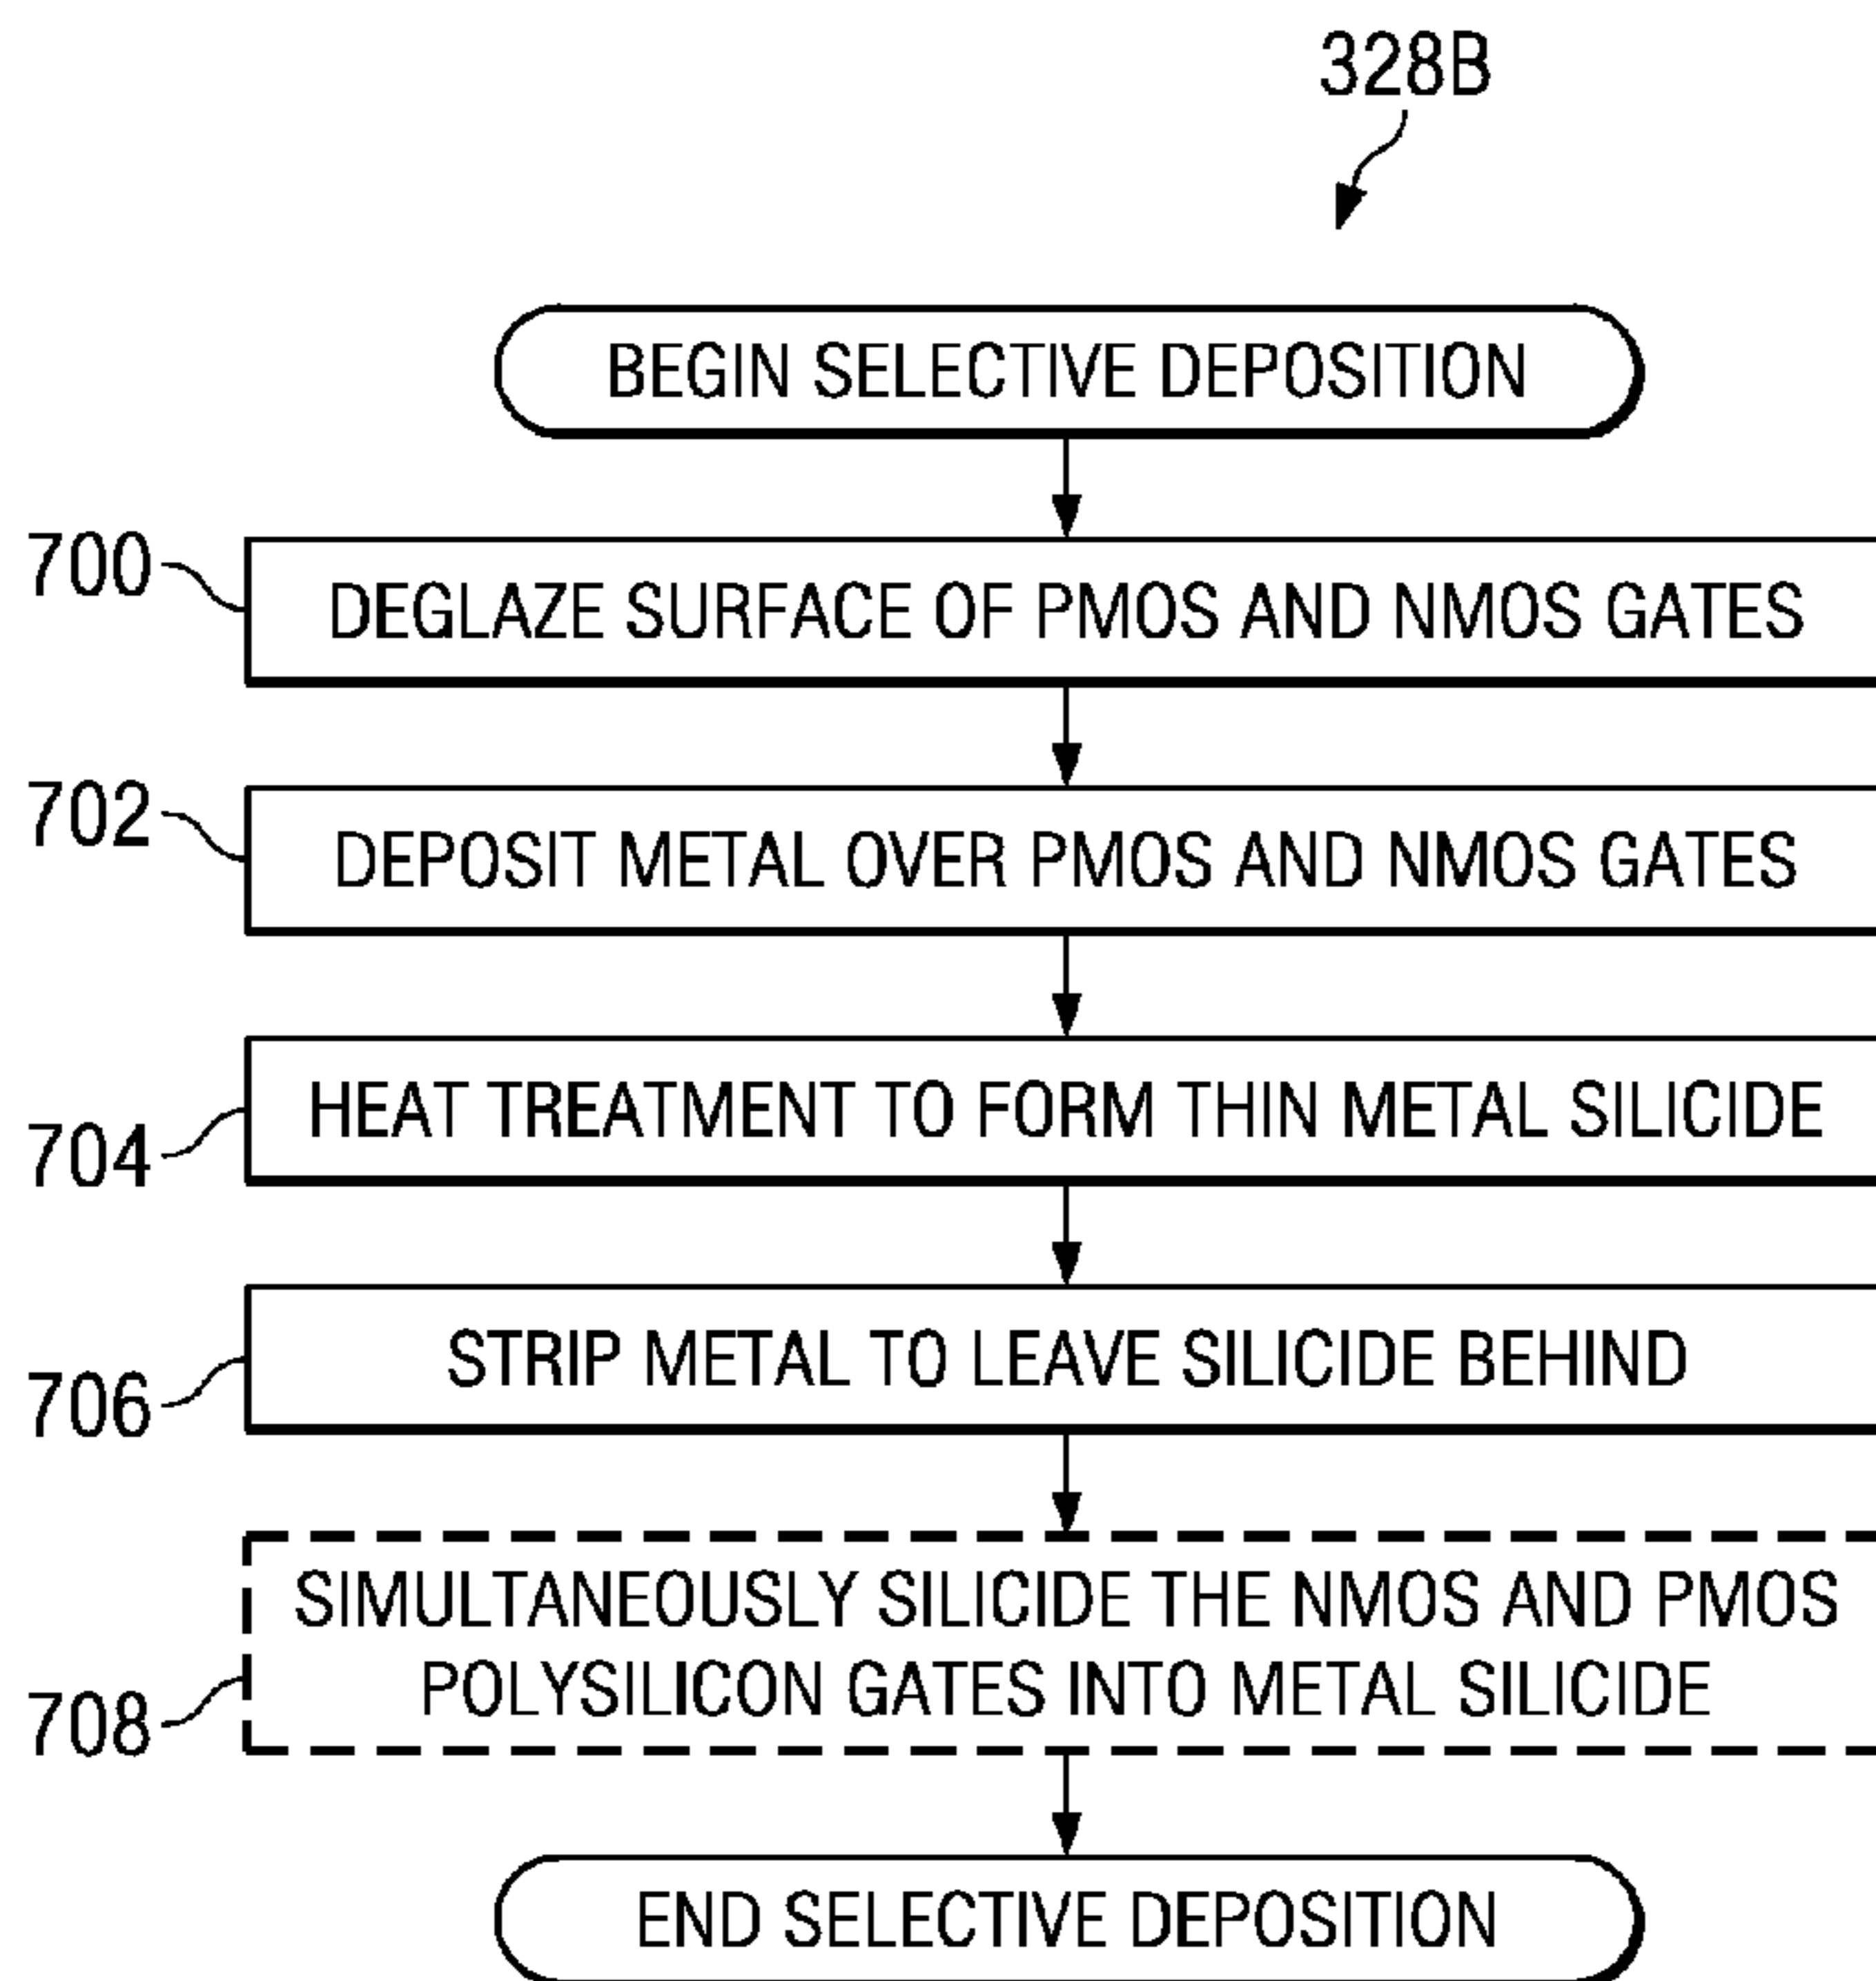 328B
BEGIN SELECTIVE DEPOSITION
700
DEGLAZE SURFACE OF PMOS AND NMOS GATES
702
DEPOSIT METAL OVER PMOS AND NMOS GATES
704
HEAT TREATMENT TO FORM THIN METAL SILICIDE
706
STRIP METAL TO LEAVE SILICIDE BEHIND
708
SIMULTANEOUSLY SILICIDE THE NMOS AND PMOS
POLYSILICON GATES INTO METAL SILICIDE
END SELECTIVE DEPOSITION